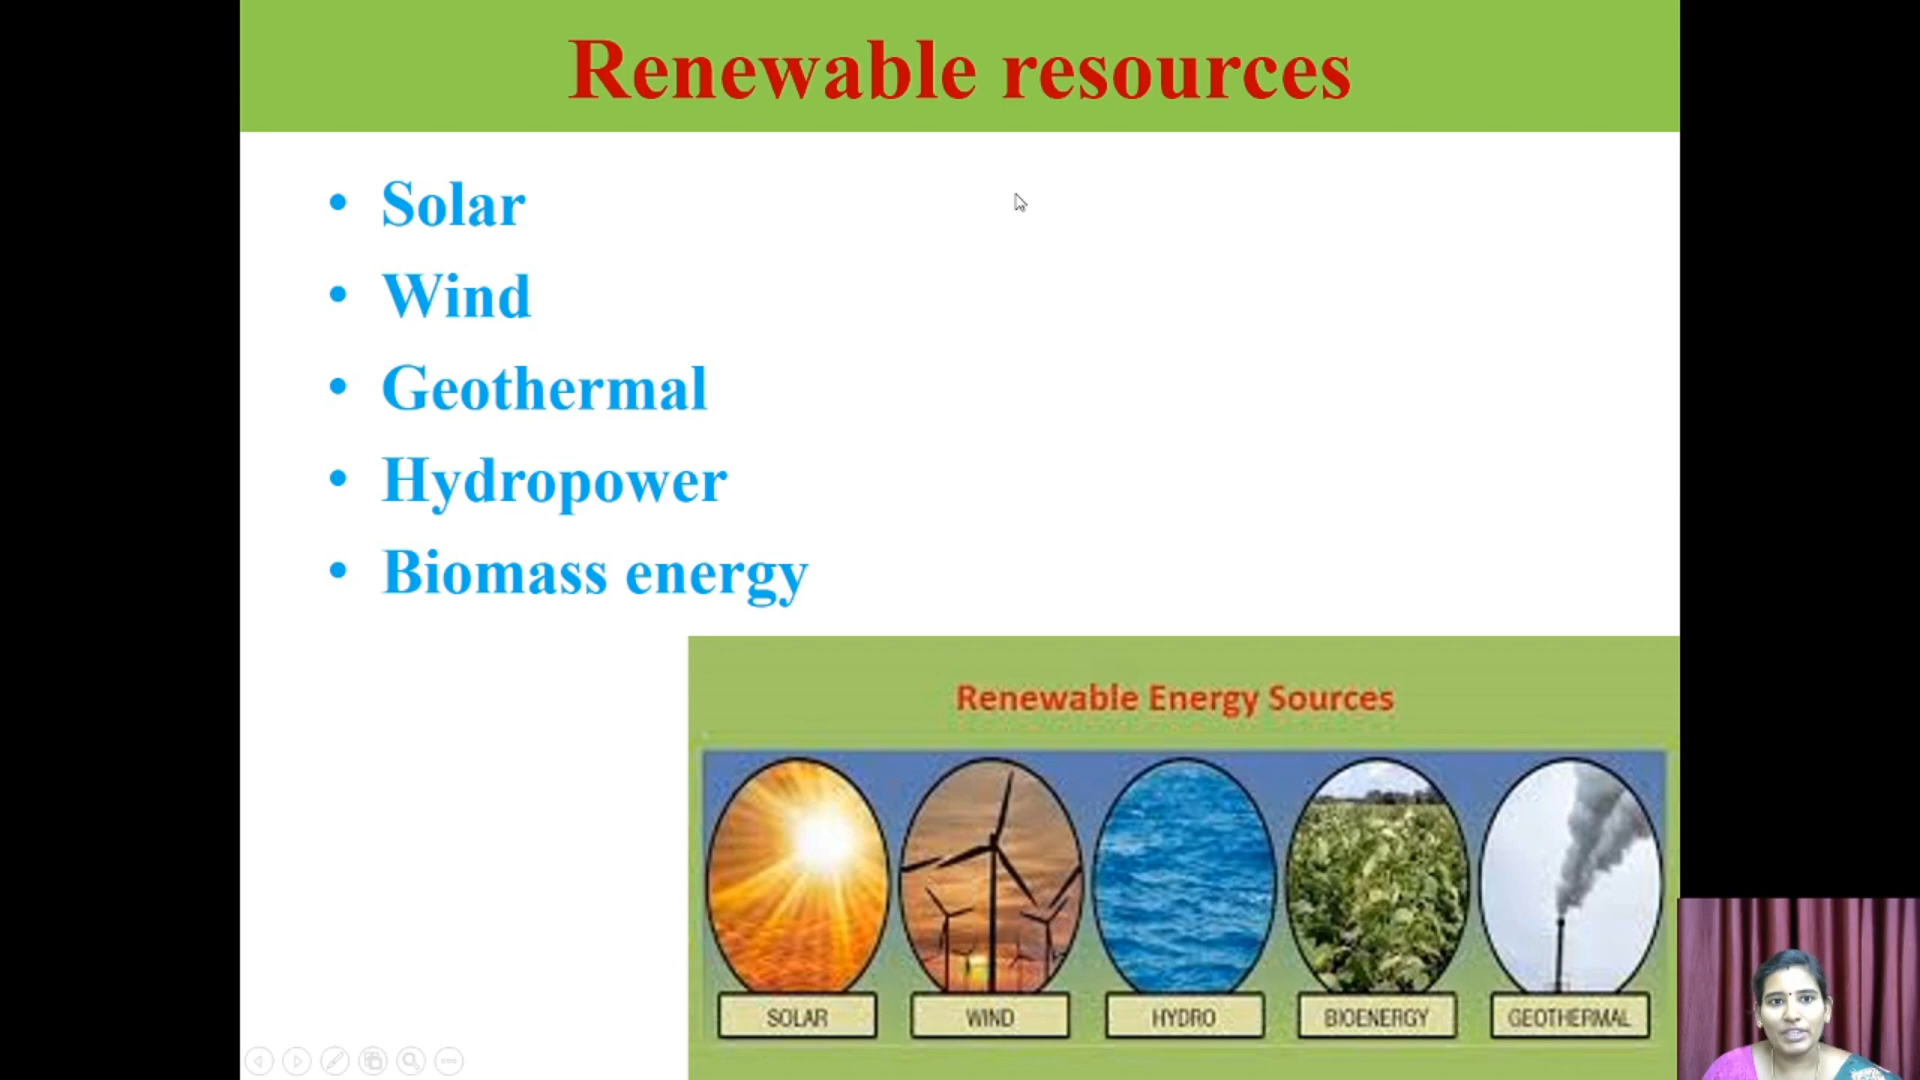 Renewable resources
• Solar
• Wind
• Geothermal
• Hydropower
• Biomass energy
Renewable Energy Sources
SOLAR WIND HYDRO BIOENERGY GEOTHERMAL